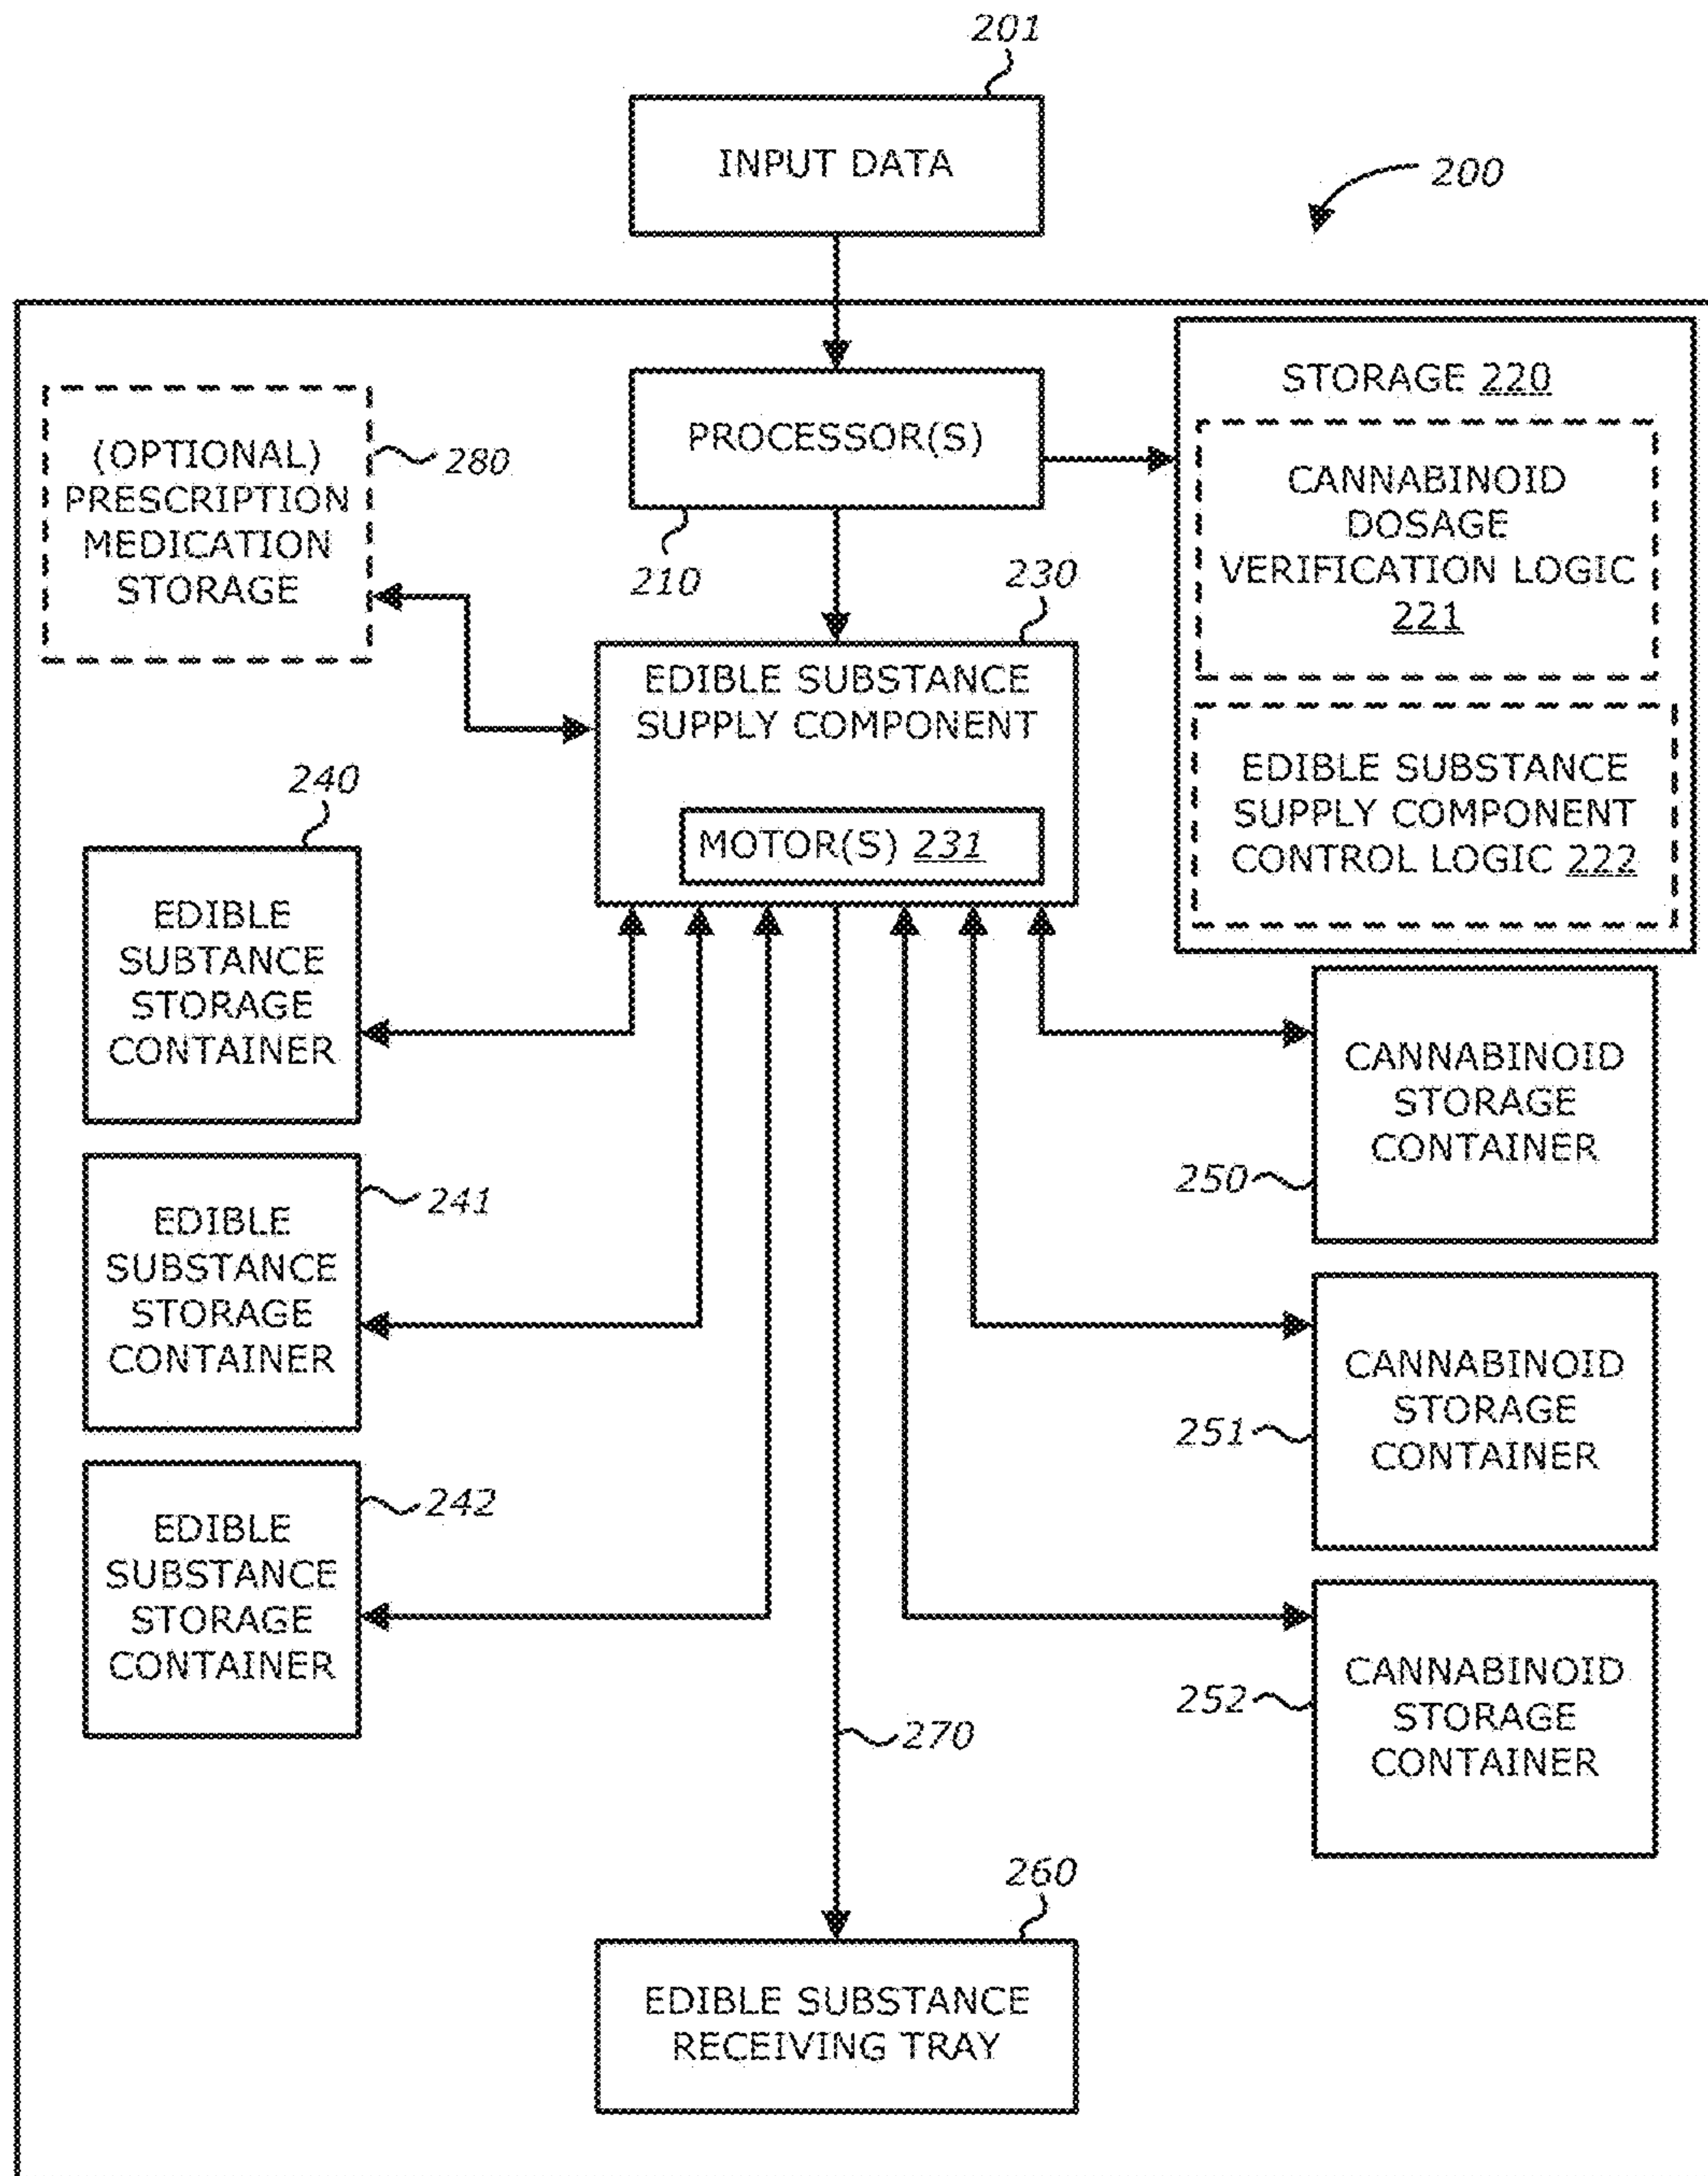 201
INPUT DATA
200
PROCESSOR(S)
210
STORAGE 220
CANNABINOID
DOSAGE
VERIFICATION LOGIC
221
EDIBLE SUBSTANCE
SUPPLY COMPONENT
CONTROL LOGIC 222
(OPTIONAL)
PRESCRIPTION
MEDICATION
STORAGE
280
230
EDIBLE SUBSTANCE
SUPPLY COMPONENT
MOTOR(S) 231
240
EDIBLE
SUBTANCE
STORAGE
CONTAINER
241
EDIBLE
SUBSTANCE
STORAGE
CONTAINER
242
EDIBLE
SUBSTANCE
STORAGE
CONTAINER
CANNABINOID
STORAGE
CONTAINER
250
CANNABINOID
STORAGE
CONTAINER
251
CANNABINOID
STORAGE
CONTAINER
252
270
260
EDIBLE SUBSTANCE
RECEIVING TRAY